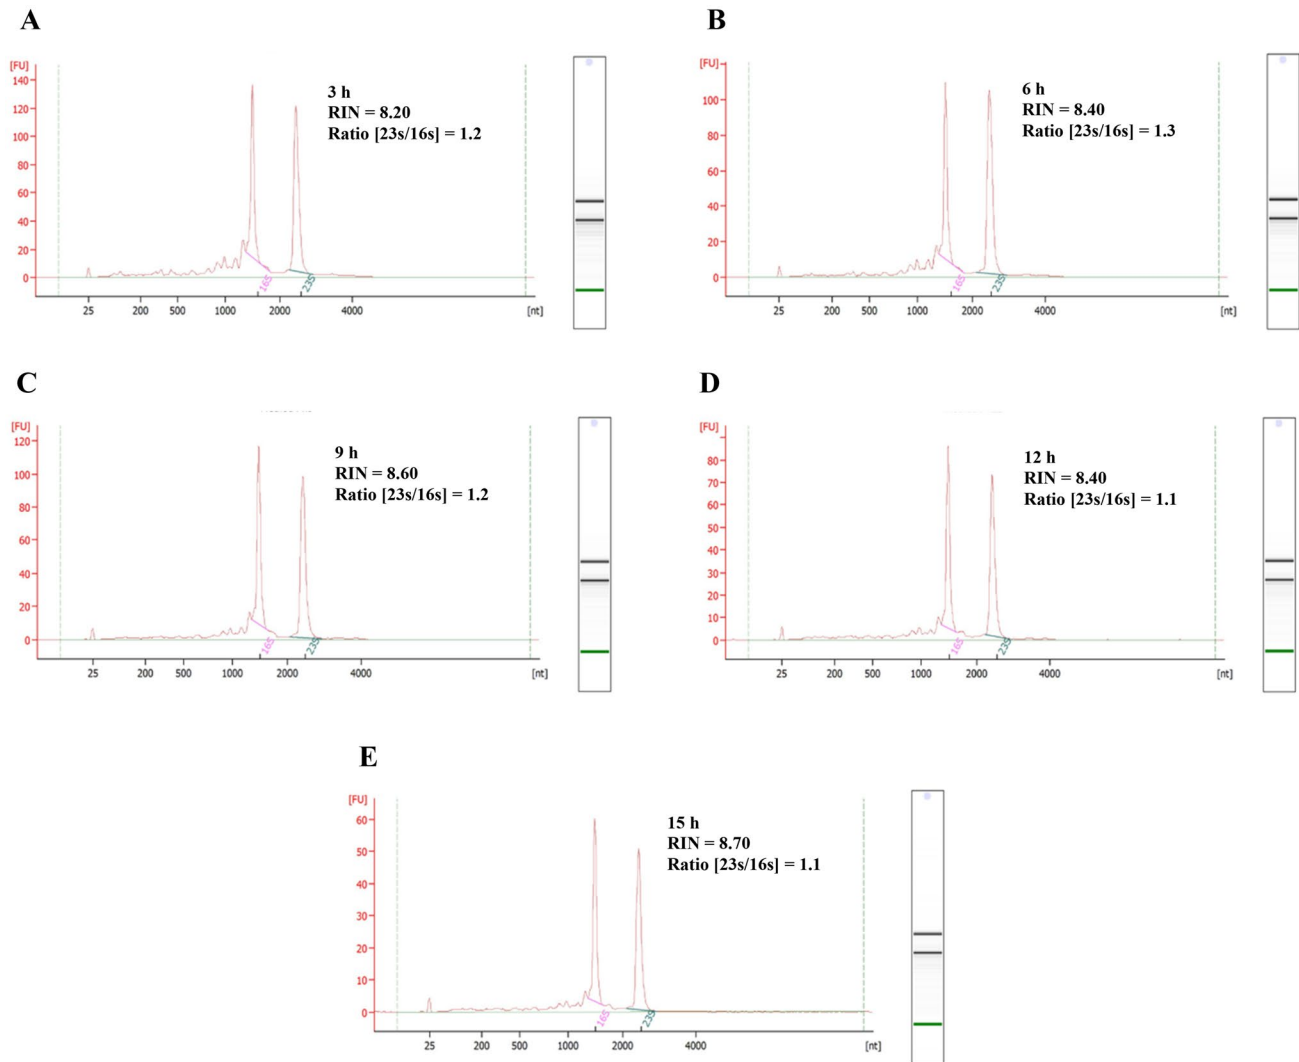 A
[FU]
140
120
100
80
60
40
20
0
3 h
RIN = 8.20
Ratio [23s/16s] = 1.2
16S
23S
25 200 500 1000 2000 4000 [nt]
B
[FU]
100
80
60
40
20
0
6 h
RIN = 8.40
Ratio [23s/16s] = 1.3
16S
23S
25 200 500 1000 2000 4000 [nt]
C
[FU]
120
100
80
60
40
20
0
9 h
RIN = 8.60
Ratio [23s/16s] = 1.2
16S
23S
25 200 500 1000 2000 4000 [nt]
D
[FU]
80
70
60
50
40
30
20
10
0
12 h
RIN = 8.40
Ratio [23s/16s] = 1.1
16S
23S
25 200 500 1000 2000 4000 [nt]
E
[FU]
60
50
40
30
20
10
0
15 h
RIN = 8.70
Ratio [23s/16s] = 1.1
16S
23S
25 200 500 1000 2000 4000 [nt]